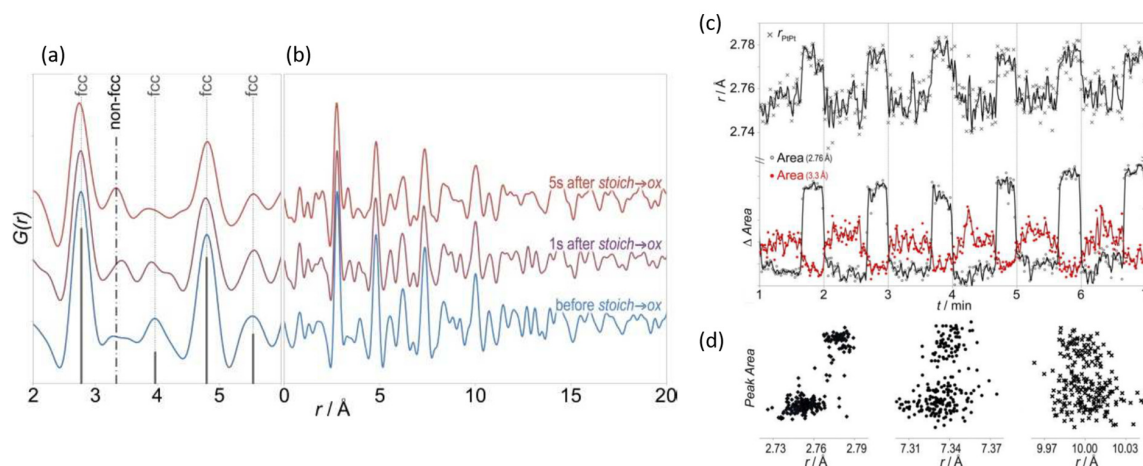 (a)
fcc
non-fcc
fcc
fcc
fcc
G(r)
2 3 4 5
(b)
5s after stoich→ox
1s after stoich→ox
before stoich→ox
0 5 10 15 20
r / Å
(c)
× r PtPt
2.78
2.76
2.74
r / Å
Area (2.76 Å)
Area (3.3 Å)
Δ Area
1 2 3 4 5 6 7
t / min
(d)
Peak Area
2.73 2.76 2.79
r / Å
7.31 7.34 7.37
r / Å
9.97 10.00 10.03
r / Å